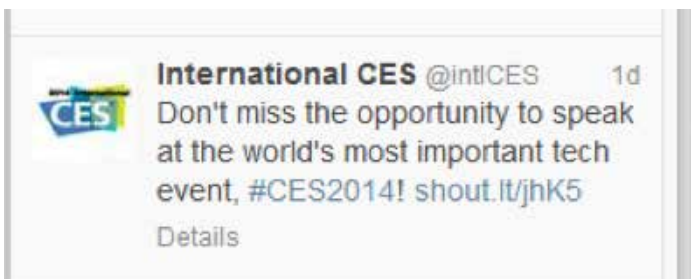 International CES @intlCES 1d
Don't miss the opportunity to speak
at the world's most important tech
event, #CES2014! shout.lt/jhK5
Details
CES